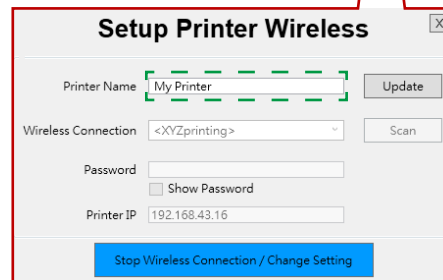 Setup Printer Wireless
X
Printer Name My Printer Update
Wireless Connection <XYZprinting> Scan
Password
Show Password
Printer IP 192.168.43.16
Stop Wireless Connection / Change Setting